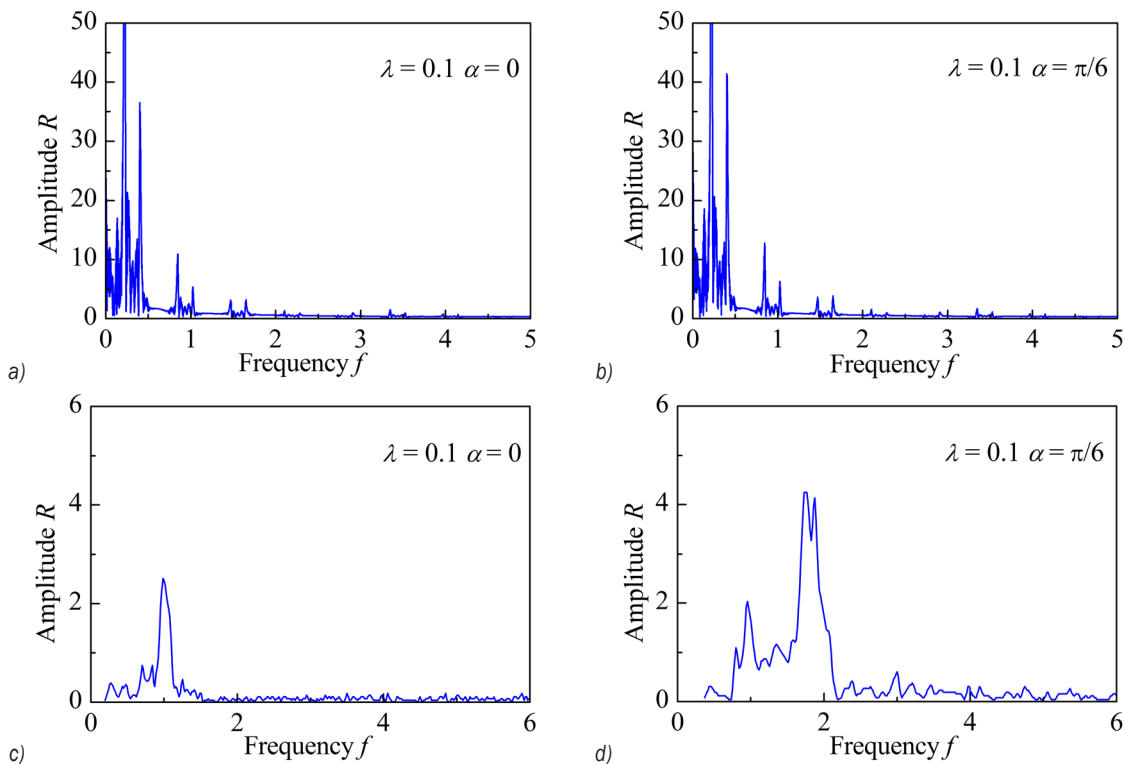 50
40
30
20
10
0
Amplitude R
λ = 0.1 α = 0
0 1 2 3 4 5
Frequency f
a)
50
40
30
20
10
0
Amplitude R
λ = 0.1 α = π/6
0 1 2 3 4 5
Frequency f
b)
6
4
2
0
Amplitude R
λ = 0.1 α = 0
0 2 4 6
Frequency f
c)
6
4
2
0
Amplitude R
λ = 0.1 α = π/6
0 2 4 6
Frequency f
d)